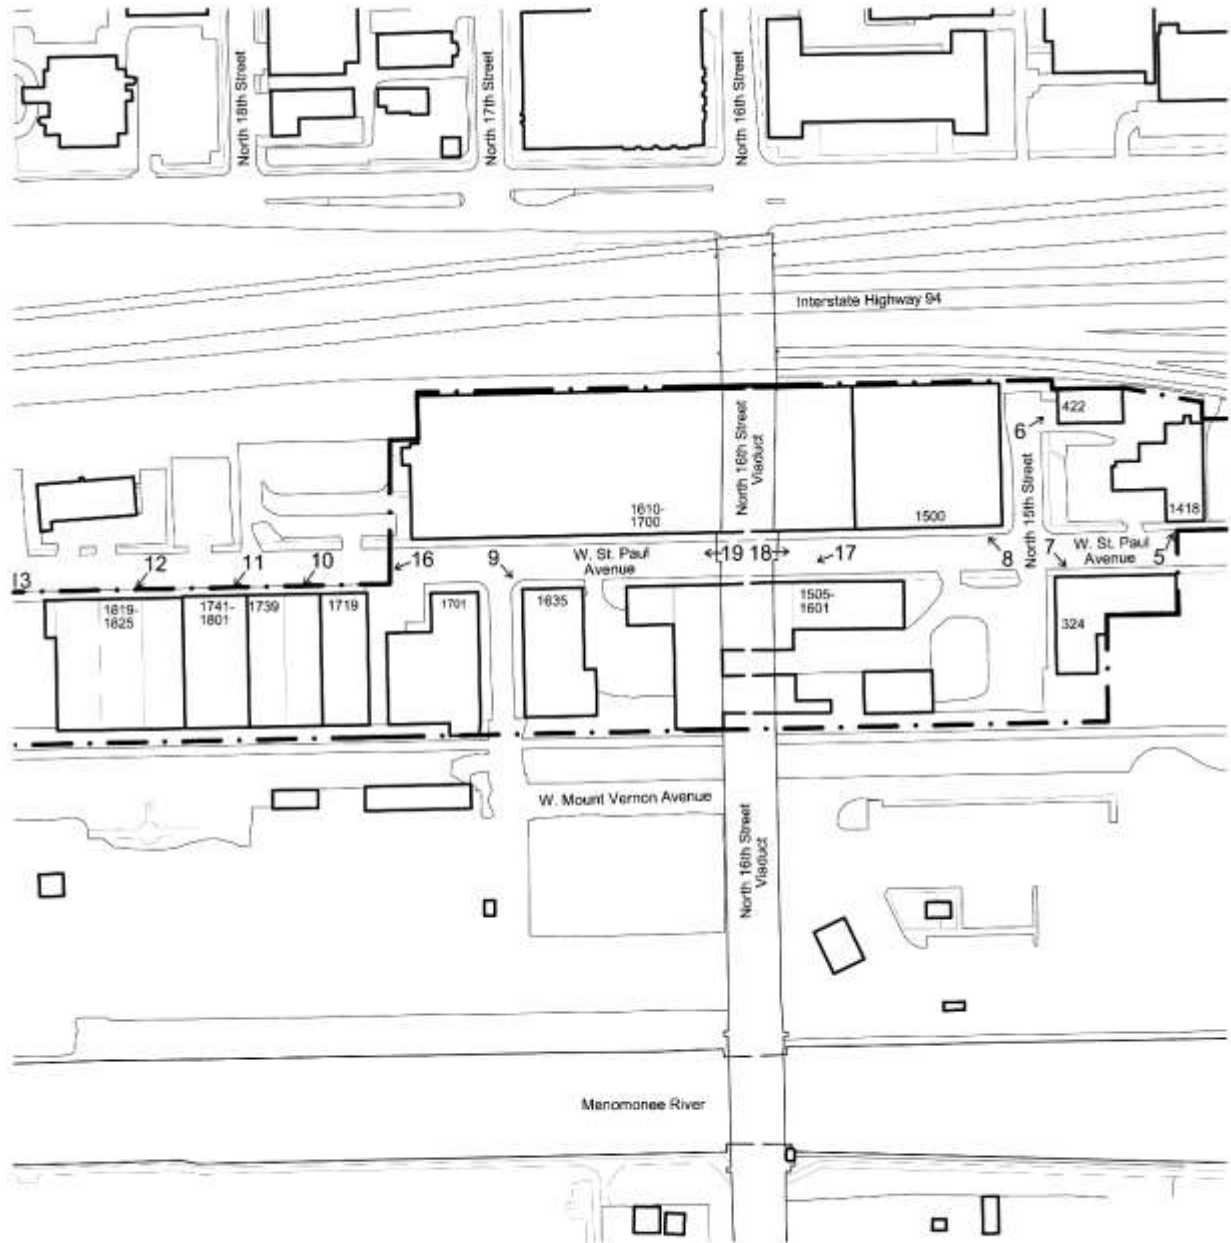 North 18th Street
North 17th Street
North 16th Street
Interstate Highway 94
North 16th Street
Viaduct
422
6
North 15th Street
1610-
1700
1500
1418
12
11
10
16
9
W. St. Paul
Avenue
19
18
17
8
7
W. St. Paul
Avenue
5
13
1819-
1825
1741-
1801
1739
1719
1701
1635
1505-
1601
324
W. Mount Vernon Avenue
North 16th Street
Viaduct
Menomonee River